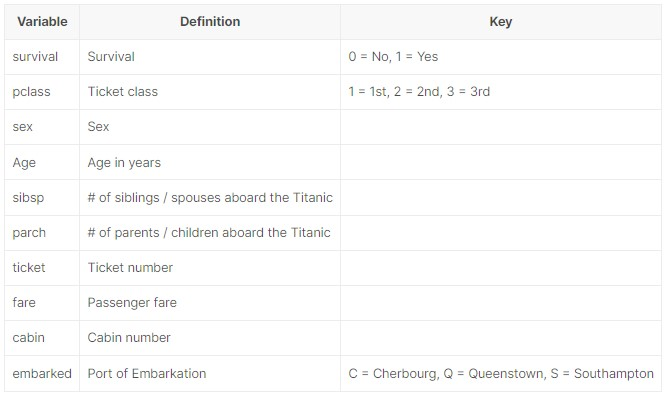 Variable Definition Key
survival Survival 0 = No, 1 = Yes
pclass Ticket class 1 = 1st, 2 = 2nd, 3 = 3rd
sex Sex
Age Age in years
sibsp # of siblings / spouses aboard the Titanic
parch # of parents / children aboard the Titanic
ticket Ticket number
fare Passenger fare
cabin Cabin number
embarked Port of Embarkation C = Cherbourg, Q = Queenstown, S = Southampton